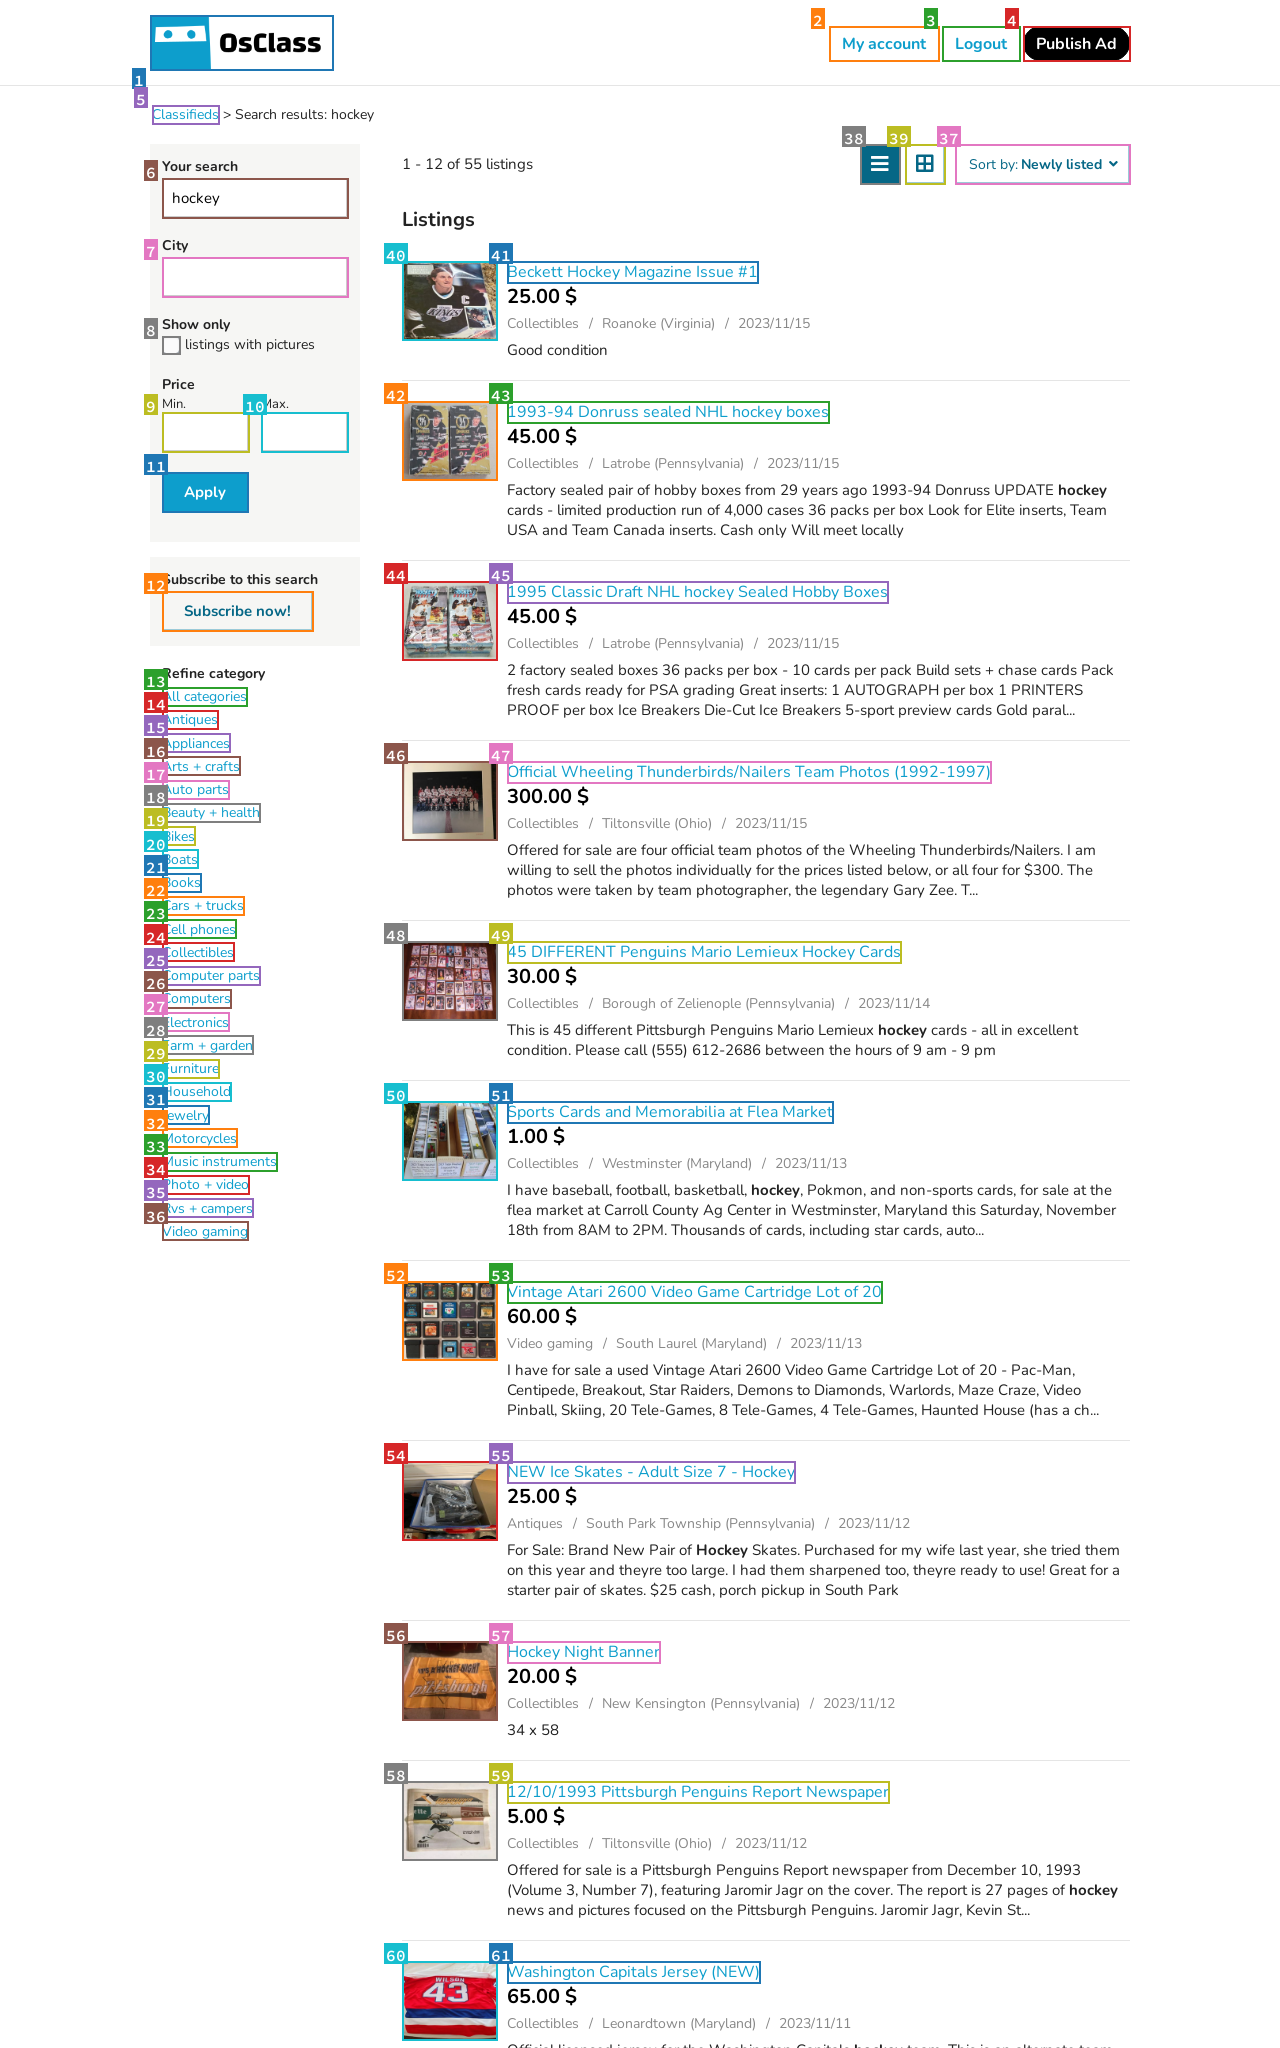 OsClass
2
My account
3
Logout
4
Publish Ad
1
5
Classifieds > Search results: hockey
6
Your search
hockey
7
City
8
Show only
listings with pictures
Price
9
Min.
10
Max.
11
Apply
12
Subscribe to this search
Subscribe now!
Refine category
13
All categories
14
Antiques
15
Appliances
16
Arts + crafts
17
Auto parts
18
Beauty + health
19
Bikes
20
Boats
21
Books
22
Cars + trucks
23
Cell phones
24
Collectibles
25
Computer parts
26
Computers
27
Electronics
28
Farm + garden
29
Furniture
30
Household
31
Jewelry
32
Motorcycles
33
Music instruments
34
Photo + video
35
Rvs + campers
36
Video gaming
1 - 12 of 55 listings
38
39
37
Sort by: Newly listed
Listings
40
41
Beckett Hockey Magazine Issue #1
25.00 $
Collectibles / Roanoke (Virginia) / 2023/11/15
Good condition
42
43
1993-94 Donruss sealed NHL hockey boxes
45.00 $
Collectibles / Latrobe (Pennsylvania) / 2023/11/15
Factory sealed pair of hobby boxes from 29 years ago 1993-94 Donruss UPDATE hockey
cards - limited production run of 4,000 cases 36 packs per box Look for Elite inserts, Team
USA and Team Canada inserts. Cash only Will meet locally
44
45
1995 Classic Draft NHL hockey Sealed Hobby Boxes
45.00 $
Collectibles / Latrobe (Pennsylvania) / 2023/11/15
2 factory sealed boxes 36 packs per box - 10 cards per pack Build sets + chase cards Pack
fresh cards ready for PSA grading Great inserts: 1 AUTOGRAPH per box 1 PRINTERS
PROOF per box Ice Breakers Die-Cut Ice Breakers 5-sport preview cards Gold paral...
46
47
Official Wheeling Thunderbirds/Nailers Team Photos (1992-1997)
300.00 $
Collectibles / Tiltonsville (Ohio) / 2023/11/15
Offered for sale are four official team photos of the Wheeling Thunderbirds/Nailers. I am
willing to sell the photos individually for the prices listed below, or all four for $300. The
photos were taken by team photographer, the legendary Gary Zee. T...
48
49
45 DIFFERENT Penguins Mario Lemieux Hockey Cards
30.00 $
Collectibles / Borough of Zelienople (Pennsylvania) / 2023/11/14
This is 45 different Pittsburgh Penguins Mario Lemieux hockey cards - all in excellent
condition. Please call (555) 612-2686 between the hours of 9 am - 9 pm
50
51
Sports Cards and Memorabilia at Flea Market
1.00 $
Collectibles / Westminster (Maryland) / 2023/11/13
I have baseball, football, basketball, hockey, Pokmon, and non-sports cards, for sale at the
flea market at Carroll County Ag Center in Westminster, Maryland this Saturday, November
18th from 8AM to 2PM. Thousands of cards, including star cards, auto...
52
53
Vintage Atari 2600 Video Game Cartridge Lot of 20
60.00 $
Video gaming / South Laurel (Maryland) / 2023/11/13
I have for sale a used Vintage Atari 2600 Video Game Cartridge Lot of 20 - Pac-Man,
Centipede, Breakout, Star Raiders, Demons to Diamonds, Warlords, Maze Craze, Video
Pinball, Skiing, 20 Tele-Games, 8 Tele-Games, 4 Tele-Games, Haunted House (has a ch...
54
55
NEW Ice Skates - Adult Size 7 - Hockey
25.00 $
Antiques / South Park Township (Pennsylvania) / 2023/11/12
For Sale: Brand New Pair of Hockey Skates. Purchased for my wife last year, she tried them
on this year and theyre too large. I had them sharpened too, theyre ready to use! Great for a
starter pair of skates. $25 cash, porch pickup in South Park
56
57
Hockey Night Banner
20.00 $
Collectibles / New Kensington (Pennsylvania) / 2023/11/12
34 x 58
58
59
12/10/1993 Pittsburgh Penguins Report Newspaper
5.00 $
Collectibles / Tiltonsville (Ohio) / 2023/11/12
Offered for sale is a Pittsburgh Penguins Report newspaper from December 10, 1993
(Volume 3, Number 7), featuring Jaromir Jagr on the cover. The report is 27 pages of hockey
news and pictures focused on the Pittsburgh Penguins. Jaromir Jagr, Kevin St...
60
61
WILSON
43
Washington Capitals Jersey (NEW)
65.00 $
Collectibles / Leonardtown (Maryland) / 2023/11/11